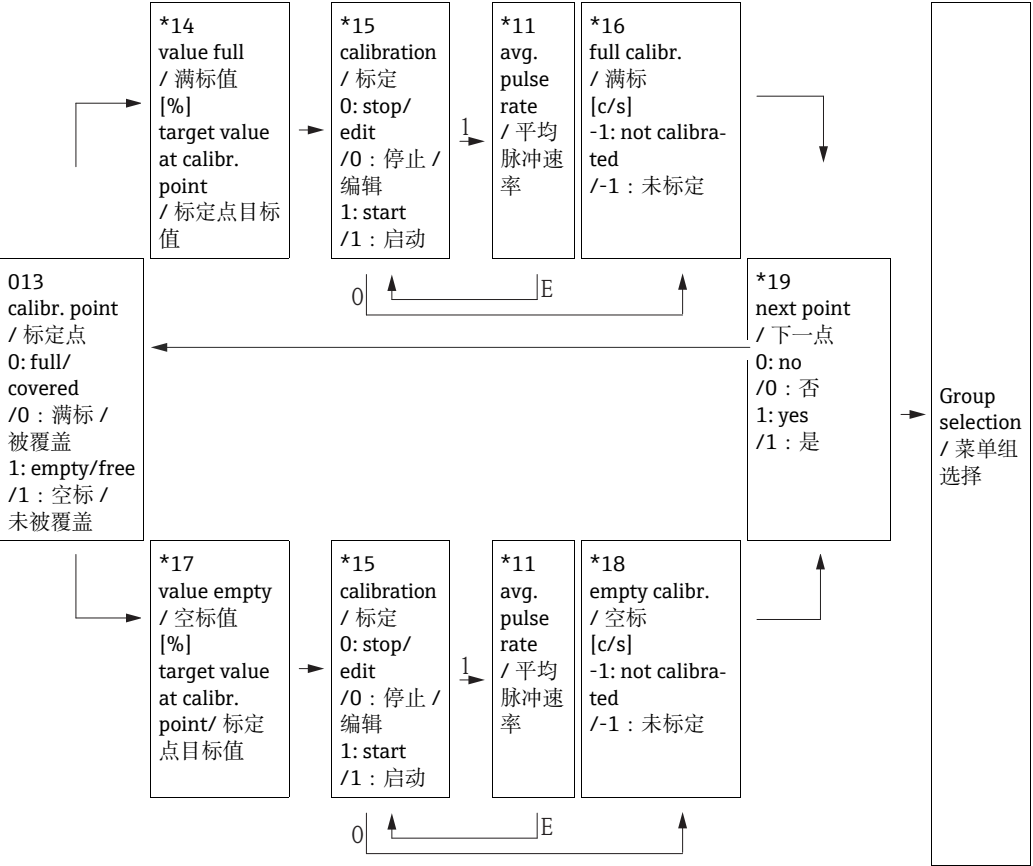 *14
value full
/ 满标值
[%]
target value
at calibr.
point
/ 标定点目标
值
*15
calibration
/ 标定
0: stop/
edit
/0：停止 /
编辑
1: start
/1：启动
1
*11
avg.
pulse
rate
/ 平均
脉冲速
率
*16
full calibr.
/ 满标
[c/s]
-1: not calibra-
ted
/-1：未标定
0
E
013
calibr. point
/ 标定点
0: full/
covered
/0：满标 /
被覆盖
1: empty/free
/1：空标 /
未被覆盖
*19
next point
/ 下一点
0: no
/0：否
1: yes
/1：是
Group
selection
/ 菜单组
选择
*17
value empty
/ 空标值
[%]
target value
at calibr.
point/ 标定
点目标值
*15
calibration
/ 标定
0: stop/
edit
/0：停止 /
编辑
1: start
/1：启动
1
*11
avg.
pulse
rate
/ 平均
脉冲速
率
*18
empty calibr.
/ 空标
[c/s]
-1: not calibra-
ted
/-1：未标定
0
E